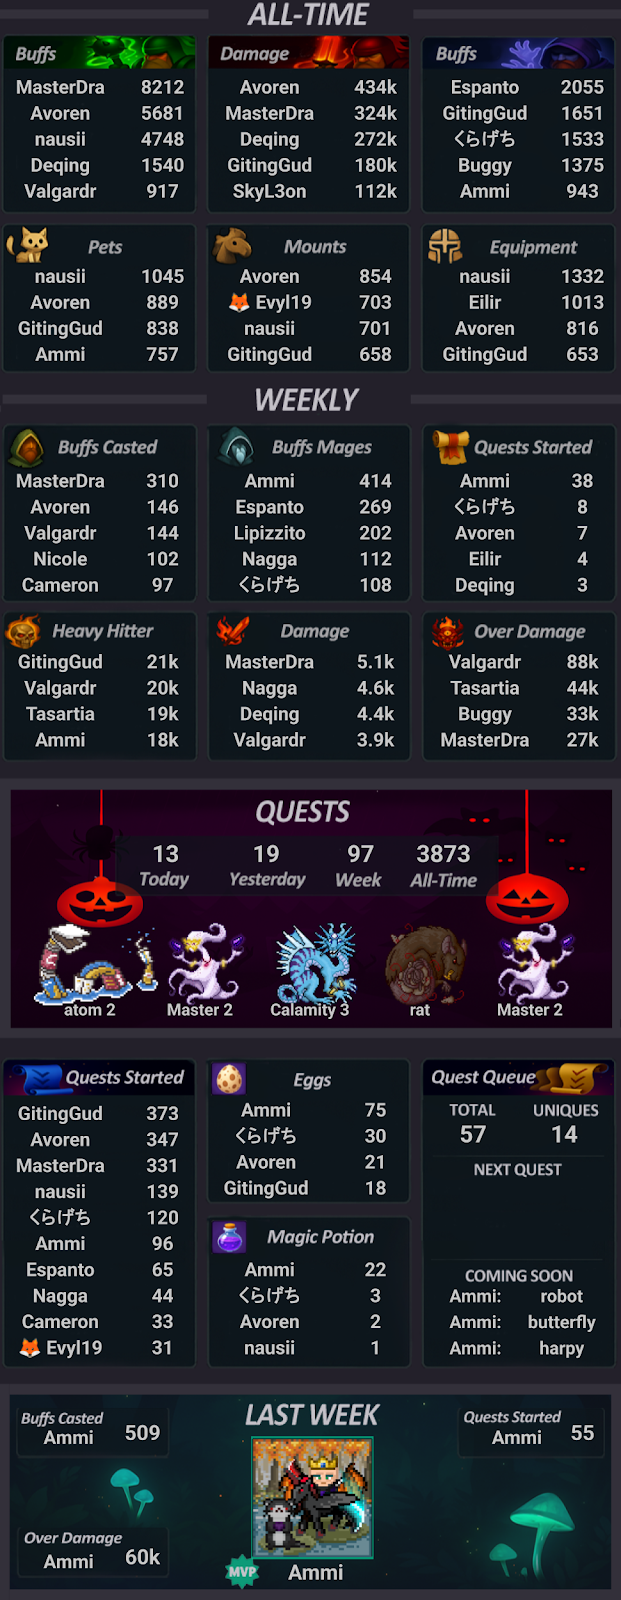 ALL-TIME
Buffs
MasterDra 8212
Avoren 5681
nausii 4748
Deqing 1540
Valgardr 917
Damage
Avoren 434k
MasterDra 324k
Deqing 272k
GitingGud 180k
SkyL3on 112k
Buffs
Espanto 2055
GitingGud 1651
くらげち 1533
Buggy 1375
Ammi 943
Pets
nausii 1045
Avoren 889
GitingGud 838
Ammi 757
Mounts
Avoren 854
🦊 Evyl19 703
nausii 701
GitingGud 658
Equipment
nausii 1332
Eilir 1013
Avoren 816
GitingGud 653
WEEKLY
Buffs Casted
MasterDra 310
Avoren 146
Valgardr 144
Nicole 102
Cameron 97
Buffs Mages
Ammi 414
Espanto 269
Lipizzito 202
Nagga 112
くらげち 108
Quests Started
Ammi 38
くらげち 8
Avoren 7
Eilir 4
Deqing 3
Heavy Hitter
GitingGud 21k
Valgardr 20k
Tasartia 19k
Ammi 18k
Damage
MasterDra 5.1k
Nagga 4.6k
Deqing 4.4k
Valgardr 3.9k
Over Damage
Valgardr 88k
Tasartia 44k
Buggy 33k
MasterDra 27k
QUESTS
13 19 97 3873
Today Yesterday Week All-Time
atom 2 Master 2 Calamity 3 rat Master 2
Quests Started
GitingGud 373
Avoren 347
MasterDra 331
nausii 139
くらげち 120
Ammi 96
Espanto 65
Nagga 44
Cameron 33
🦊 Evyl19 31
Eggs
Ammi 75
くらげち 30
Avoren 21
GitingGud 18
Magic Potion
Ammi 22
くらげち 3
Avoren 2
nausii 1
Quest Queue
TOTAL UNIQUES
57 14
NEXT QUEST
COMING SOON
Ammi: robot
Ammi: butterfly
Ammi: harpy
LAST WEEK
Buffs Casted
Ammi 509
Quests Started
Ammi 55
Over Damage
Ammi 60k
MVP
Ammi